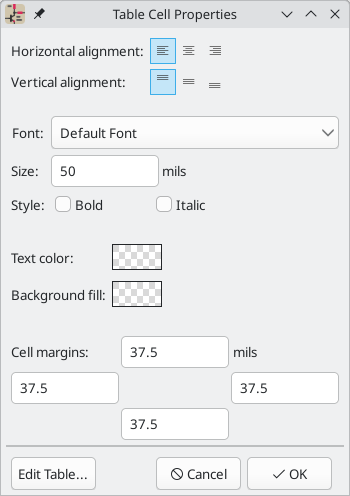 Table Cell Properties
Horizontal alignment:
Vertical alignment:
Font: Default Font
Size: 50 mils
Style: Bold Italic
Text color:
Background fill:
Cell margins: 37.5 mils
37.5 37.5
37.5
Edit Table... Cancel OK